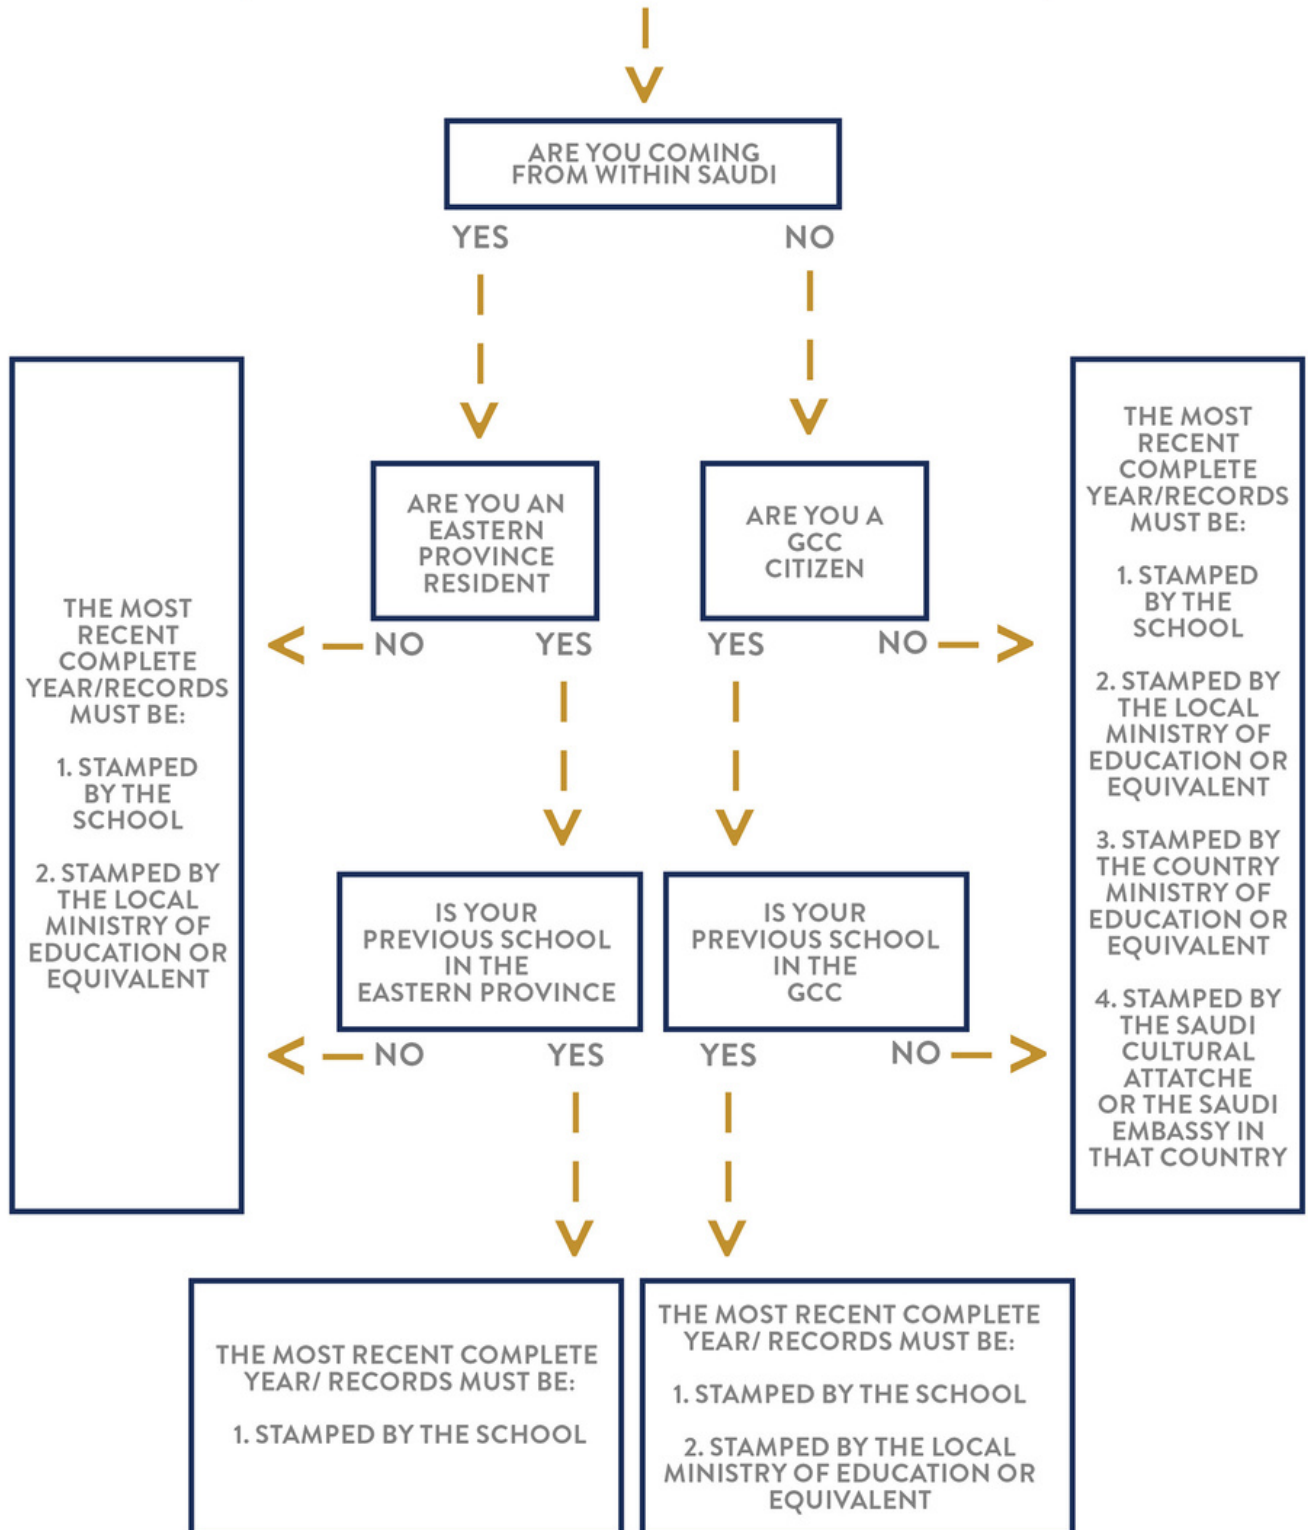 ARE YOU COMING
FROM WITHIN SAUDI
YES
NO
ARE YOU AN
EASTERN
PROVINCE
RESIDENT
NO
YES
ARE YOU A
GCC
CITIZEN
YES
NO
THE MOST
RECENT
COMPLETE
YEAR/RECORDS
MUST BE:
1. STAMPED
BY THE
SCHOOL
2. STAMPED BY
THE LOCAL
MINISTRY OF
EDUCATION OR
EQUIVALENT
THE MOST
RECENT
COMPLETE
YEAR/RECORDS
MUST BE:
1. STAMPED
BY THE
SCHOOL
2. STAMPED BY
THE LOCAL
MINISTRY OF
EDUCATION OR
EQUIVALENT
3. STAMPED BY
THE COUNTRY
MINISTRY OF
EDUCATION OR
EQUIVALENT
4. STAMPED BY
THE SAUDI
CULTURAL
ATTATCHE
OR THE SAUDI
EMBASSY IN
THAT COUNTRY
IS YOUR
PREVIOUS SCHOOL
IN THE
EASTERN PROVINCE
NO
YES
IS YOUR
PREVIOUS SCHOOL
IN THE
GCC
YES
NO
THE MOST RECENT COMPLETE
YEAR/ RECORDS MUST BE:
1. STAMPED BY THE SCHOOL
THE MOST RECENT COMPLETE
YEAR/ RECORDS MUST BE:
1. STAMPED BY THE SCHOOL
2. STAMPED BY THE LOCAL
MINISTRY OF EDUCATION OR
EQUIVALENT